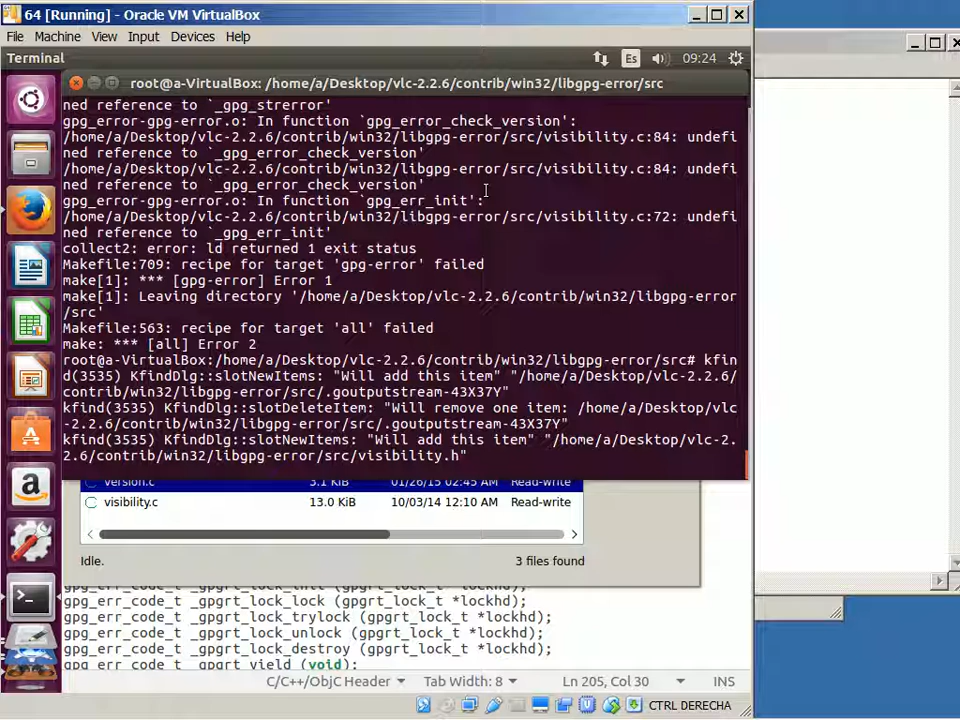 64 [Running] - Oracle VM VirtualBox
File Machine View Input Devices Help
Terminal
Es
09:24
root@a-VirtualBox: /home/a/Desktop/vlc-2.2.6/contrib/win32/libgpg-error/src
ned reference to `_gpg_strerror'
gpg_error-gpg-error.o: In function `gpg_error_check_version':
/home/a/Desktop/vlc-2.2.6/contrib/win32/libgpg-error/src/visibility.c:84: undefi
ned reference to `_gpg_error_check_version'
/home/a/Desktop/vlc-2.2.6/contrib/win32/libgpg-error/src/visibility.c:84: undefi
ned reference to `_gpg_error_check_version'
gpg_error-gpg-error.o: In function `gpg_err_init':
/home/a/Desktop/vlc-2.2.6/contrib/win32/libgpg-error/src/visibility.c:72: undefi
ned reference to `_gpg_err_init'
collect2: error: ld returned 1 exit status
Makefile:709: recipe for target 'gpg-error' failed
make[1]: *** [gpg-error] Error 1
make[1]: Leaving directory '/home/a/Desktop/vlc-2.2.6/contrib/win32/libgpg-error
/src'
Makefile:563: recipe for target 'all' failed
make: *** [all] Error 2
root@a-VirtualBox:/home/a/Desktop/vlc-2.2.6/contrib/win32/libgpg-error/src# kfin
d(3535) KfindDlg::slotNewItems: "Will add this item" "/home/a/Desktop/vlc-2.2.6/
contrib/win32/libgpg-error/src/.goutputstream-43X37Y"
kfind(3535) KfindDlg::slotDeleteItem: "Will remove one item: /home/a/Desktop/vlc
-2.2.6/contrib/win32/libgpg-error/src/.goutputstream-43X37Y"
kfind(3535) KfindDlg::slotNewItems: "Will add this item" "/home/a/Desktop/vlc-2.
2.6/contrib/win32/libgpg-error/src/visibility.h"
version.c 3.1 KiB 01/26/15 02:45 AM Read-write
visibility.c 13.0 KiB 10/03/14 12:10 AM Read-write
Idle. 3 files found
gpg_err_code_t _gpgrt_lock_init (gpgrt_lock_t *lockhd);
gpg_err_code_t _gpgrt_lock_lock (gpgrt_lock_t *lockhd);
gpg_err_code_t _gpgrt_lock_trylock (gpgrt_lock_t *lockhd);
gpg_err_code_t _gpgrt_lock_unlock (gpgrt_lock_t *lockhd);
gpg_err_code_t _gpgrt_lock_destroy (gpgrt_lock_t *lockhd);
gpg_err_code_t _gpgrt_yield (void);
C/C++/ObjC Header Tab Width: 8 Ln 205, Col 30 INS
CTRL DERECHA